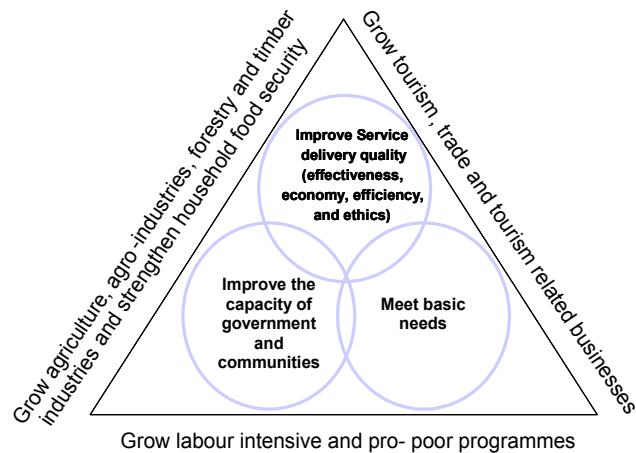 Grow agriculture, agro -industries, forestry and timber
industries and strengthen household food security
Grow tourism, trade and tourism related businesses
Improve Service
delivery quality
(effectiveness,
economy, efficiency,
and ethics)
Improve the
capacity of
government
and
communities
Meet basic
needs
Grow labour intensive and pro- poor programmes